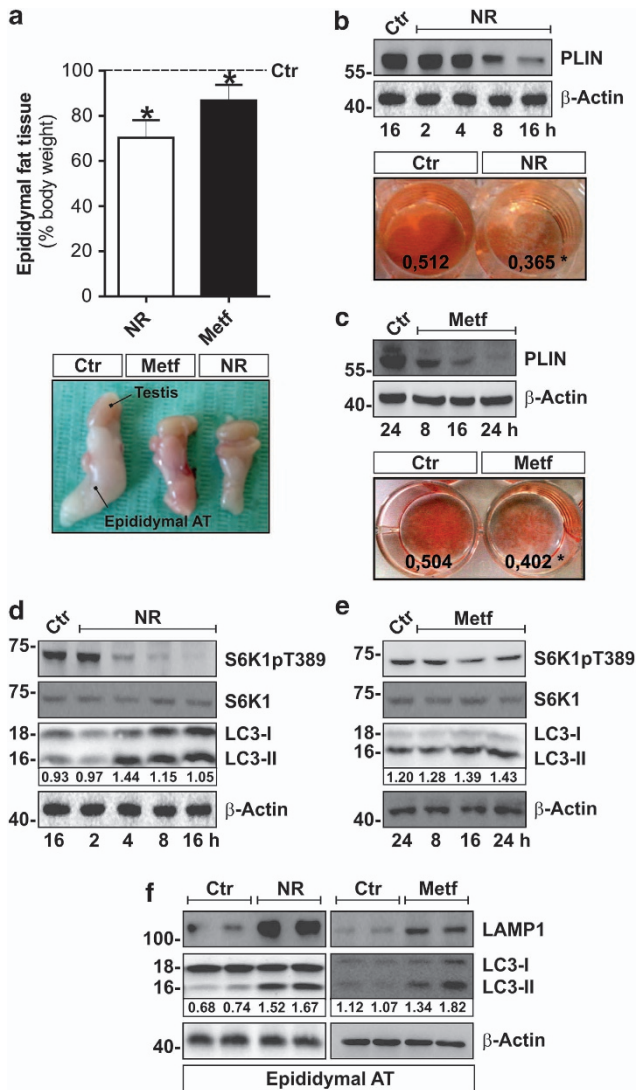 a
Epididymal fat tissue
(% body weight)
100
80
60
40
20
0
Ctr
*
*
NR
Metf
Ctr Metf NR
Testis
Epididymal AT
b
Ctr NR
55-
PLIN
40-
β-Actin
16 2 4 8 16 h
Ctr NR
0,512 0,365 *
c
Ctr Metf
55-
PLIN
40-
β-Actin
24 8 16 24 h
Ctr Metf
0,504 0,402 *
d
Ctr NR
75-
S6K1pT389
75-
S6K1
18- LC3-I
16- LC3-II
0.93 0.97 1.44 1.15 1.05
40-
β-Actin
16 2 4 8 16 h
e
Ctr Metf
75-
S6K1pT389
75-
S6K1
18- LC3-I
16- LC3-II
1.20 1.28 1.39 1.43
40-
β-Actin
24 8 16 24 h
f
Ctr NR Ctr Metf
100-
LAMP1
18- LC3-I
16- LC3-II
0.68 0.74 1.52 1.67 1.12 1.07 1.34 1.82
40-
β-Actin
Epididymal AT